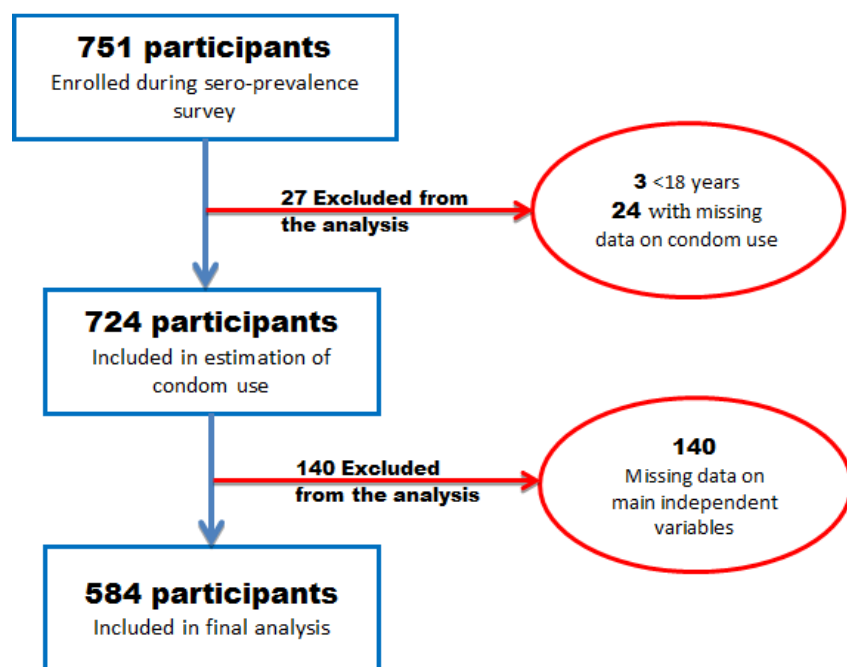 751 participants
Enrolled during sero-prevalence
survey
27 Excluded from
the analysis
3 <18 years
24 with missing
data on condom use
724 participants
Included in estimation of
condom use
140 Excluded
from the analysis
140
Missing data on
main independent
variables
584 participants
Included in final analysis